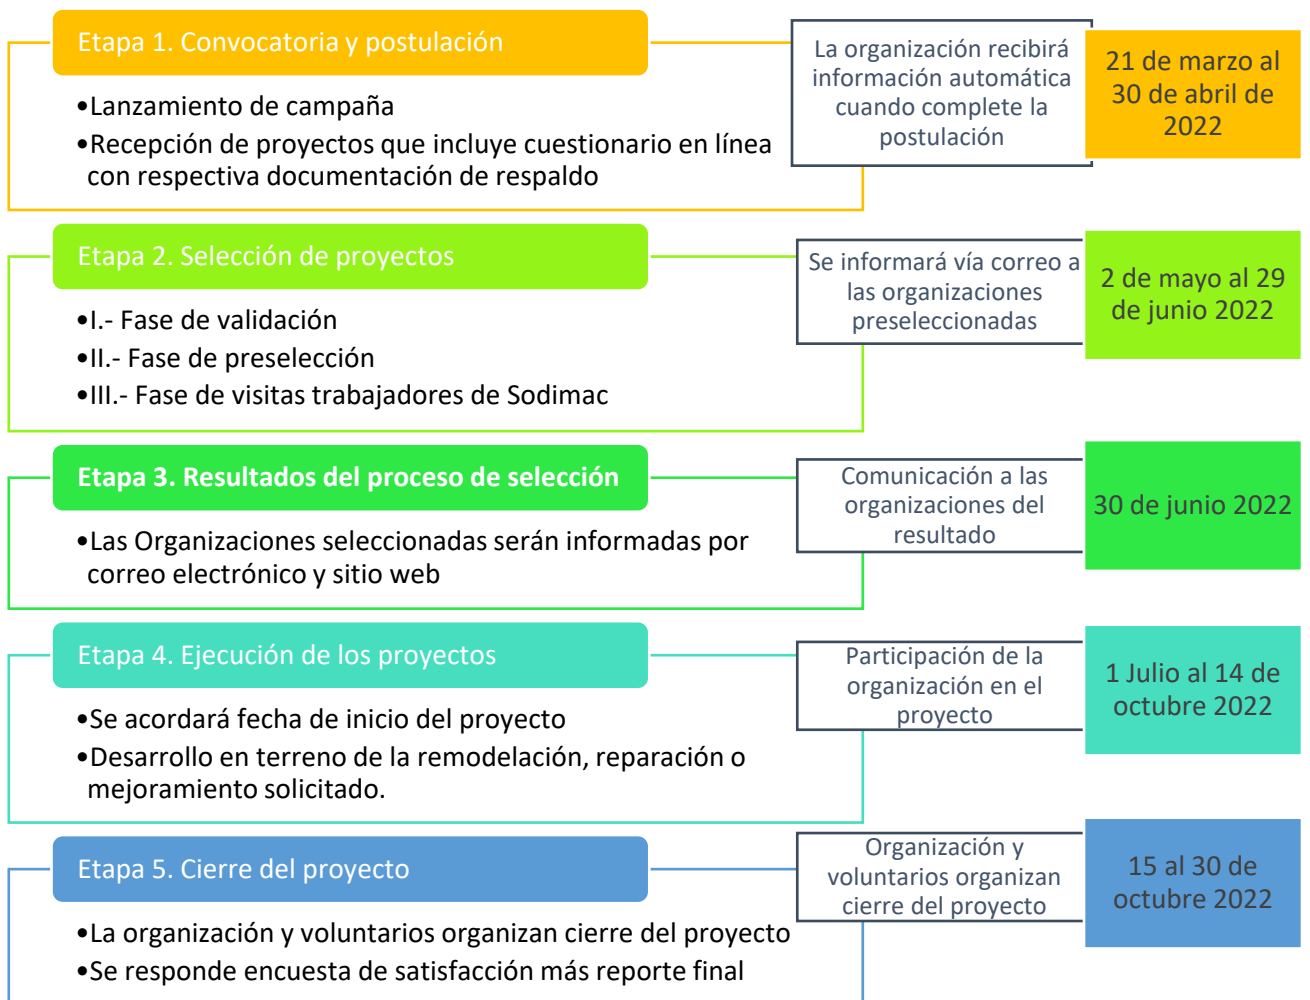 Etapa 1. Convocatoria y postulación
•Lanzamiento de campaña
•Recepción de proyectos que incluye cuestionario en línea
con respectiva documentación de respaldo
La organización recibirá
información automática
cuando complete la
postulación
21 de marzo al
30 de abril de
2022
Etapa 2. Selección de proyectos
•I.- Fase de validación
•II.- Fase de preselección
•III.- Fase de visitas trabajadores de Sodimac
Se informará vía correo a
las organizaciones
preseleccionadas
2 de mayo al 29
de junio 2022
Etapa 3. Resultados del proceso de selección
•Las Organizaciones seleccionadas serán informadas por
correo electrónico y sitio web
Comunicación a las
organizaciones del
resultado
30 de junio 2022
Etapa 4. Ejecución de los proyectos
•Se acordará fecha de inicio del proyecto
•Desarrollo en terreno de la remodelación, reparación o
mejoramiento solicitado.
Participación de la
organización en el
proyecto
1 Julio al 14 de
octubre 2022
Etapa 5. Cierre del proyecto
•La organización y voluntarios organizan cierre del proyecto
•Se responde encuesta de satisfacción más reporte final
Organización y
voluntarios organizan
cierre del proyecto
15 al 30 de
octubre 2022